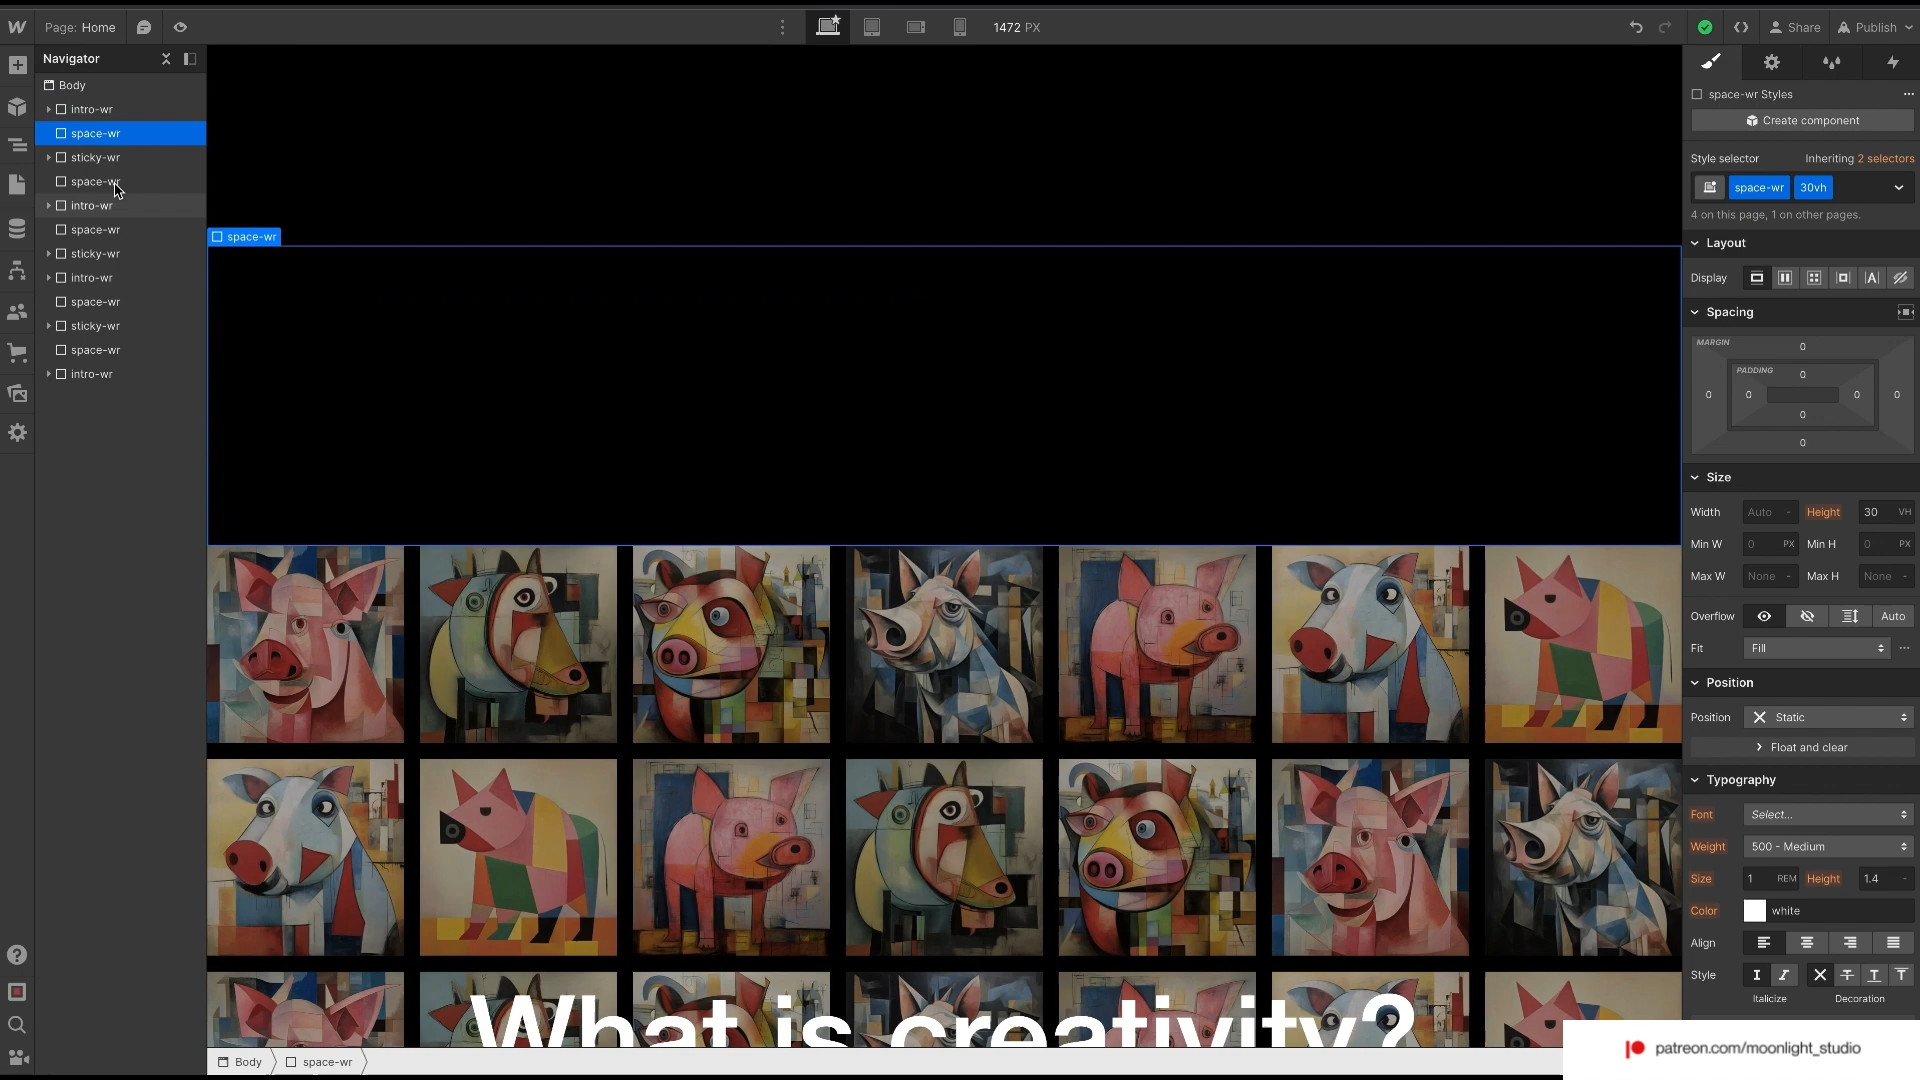 Page: Home
1472 PX
Share
Publish
Navigator
Body
intro-wr
space-wr
sticky-wr
space-wr
intro-wr
space-wr
sticky-wr
intro-wr
space-wr
sticky-wr
space-wr
intro-wr
space-wr
What is creativity?
Body
space-wr
space-wr Styles
Create component
Style selector
Inheriting 2 selectors
space-wr 30vh
4 on this page, 1 on other pages.
Layout
Display
Spacing
MARGIN
0
PADDING
0
0 0 0 0
0
0
Size
Width Auto - Height 30 VH
Min W 0 PX Min H 0 PX
Max W None - Max H None -
Overflow Auto
Fit Fill
Position
Position Static
Float and clear
Typography
Font Select...
Weight 500 - Medium
Size 1 REM Height 1.4 -
Color white
Align
Style
Italicize Decoration
patreon.com/moonlight_studio